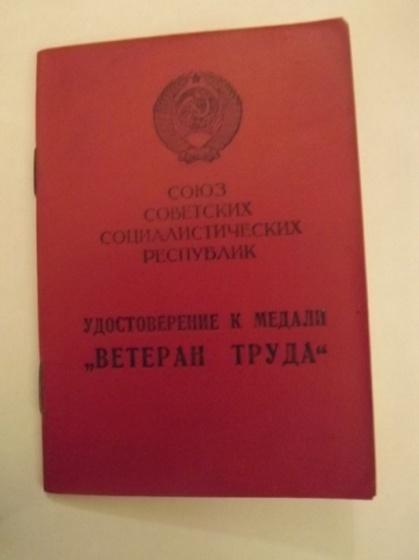 СОЮЗ
СОВЕТСКИХ
СОЦИАЛИСТИЧЕСКИХ
РЕСПУБЛИК
УДОСТОВЕРЕНИЕ К МЕДАЛИ
„ВЕТЕРАН ТРУДА“